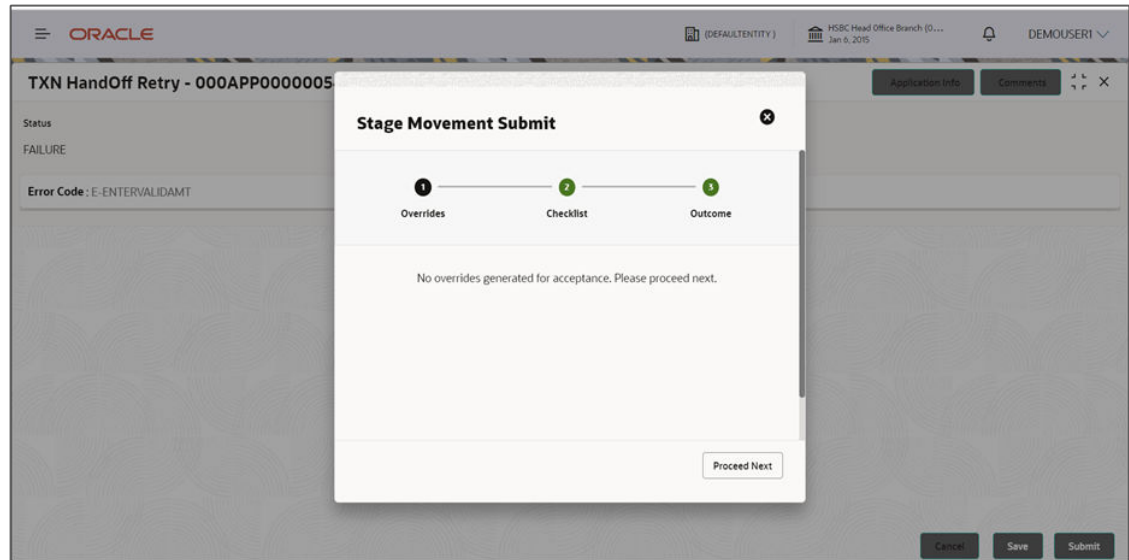 ORACLE
(DEFAULTENTITY )
HSBC Head Office Branch (0...
Jan 6, 2015
DEMOUSER1
TXN HandOff Retry - 000APP0000005
Application Info
Comments
Status
FAILURE
Error Code : E-ENTERVALIDAMT
Stage Movement Submit
1
2
3
Overrides
Checklist
Outcome
No overrides generated for acceptance. Please proceed next.
Proceed Next
Cancel
Save
Submit